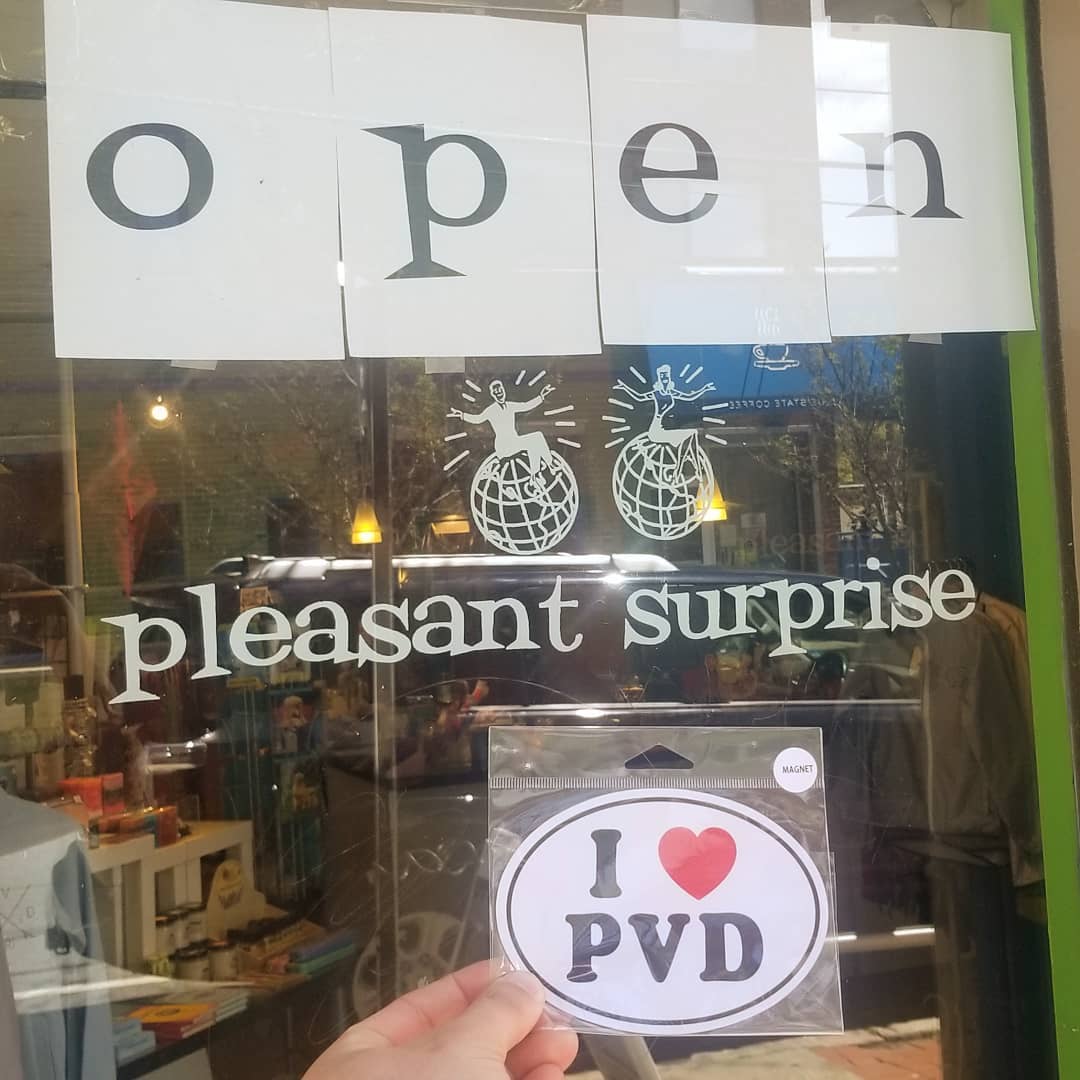 open
pleasant surprise
MAGNET
I ❤ PVD